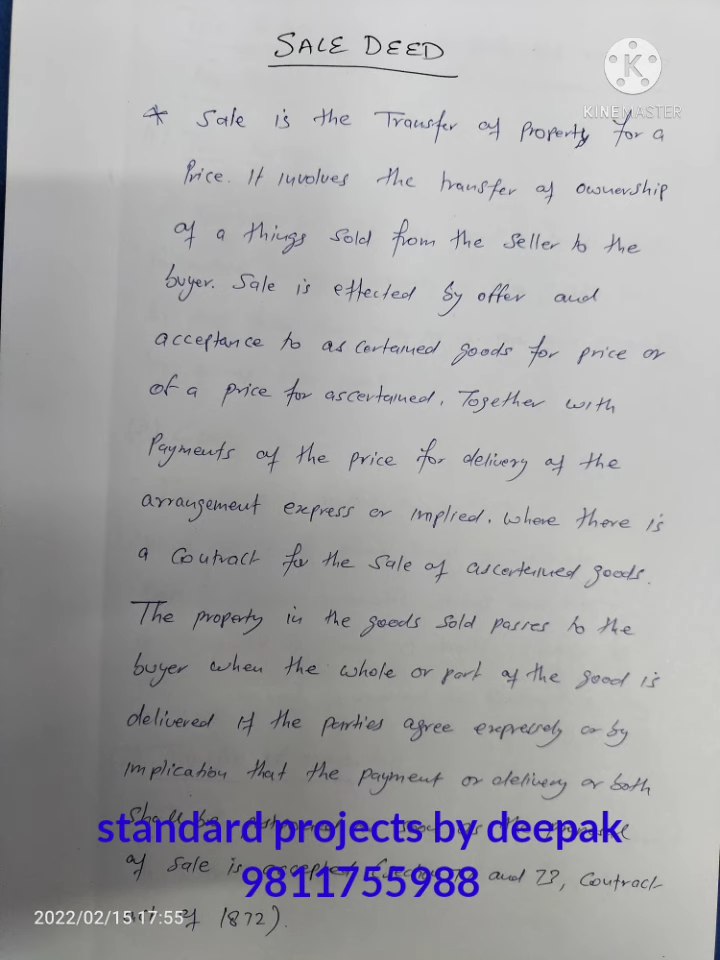 SALE DEED
K
KINEMASTER
* Sale is the Transfer of Property for a
Price. It involves the transfer of ownership
of a things sold from the seller to the
buyer. Sale is effected by offer and
acceptance to ascertained goods for price or
of a price for ascertained. Together with
Payments of the price for delivery of the
arrangement express or implied. Where there is
a Contract for the Sale of ascertained goods.
The property in the goods sold passes to the
buyer when the whole or part of the good is
delivered if the parties agree expressely or by
implication that the payment or delivery or both
Shall be
standard projects by deepak
of Sale is accepted and 23, Contract
9811755988
2022/02/15 17:55
of 1872).